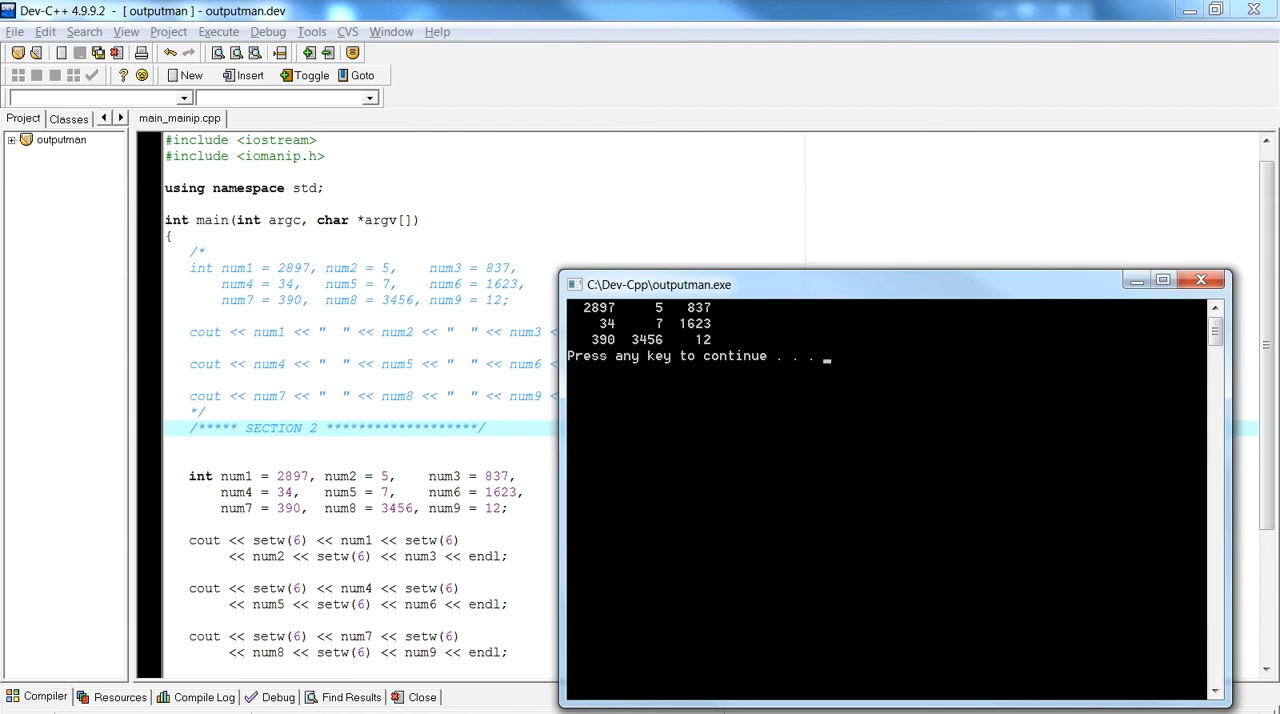 Dev-C++ 4.9.9.2 - [ outputman ] - outputman.dev
File Edit Search View Project Execute Debug Tools CVS Window Help
New Insert Toggle Goto
Project Classes main_mainip.cpp
outputman
#include <iostream>
#include <iomanip.h>
using namespace std;
int main(int argc, char *argv[])
{
/*
int num1 = 2897, num2 = 5,    num3 = 837,
num4 = 34,   num5 = 7,    num6 = 1623,
num7 = 390,  num8 = 3456, num9 = 12;
cout << num1 << "  " << num2 << "  " << num3 <
cout << num4 << "  " << num5 << "  " << num6 <
cout << num7 << "  " << num8 << "  " << num9 <
*/
/***** SECTION 2 *******************/
int num1 = 2897, num2 = 5,    num3 = 837,
num4 = 34,   num5 = 7,    num6 = 1623,
num7 = 390,  num8 = 3456, num9 = 12;
cout << setw(6) << num1 << setw(6)
<< num2 << setw(6) << num3 << endl;
cout << setw(6) << num4 << setw(6)
<< num5 << setw(6) << num6 << endl;
cout << setw(6) << num7 << setw(6)
<< num8 << setw(6) << num9 << endl;
C:\Dev-Cpp\outputman.exe
2897     5   837
34     7  1623
390  3456    12
Press any key to continue . . .
Compiler Resources Compile Log Debug Find Results Close